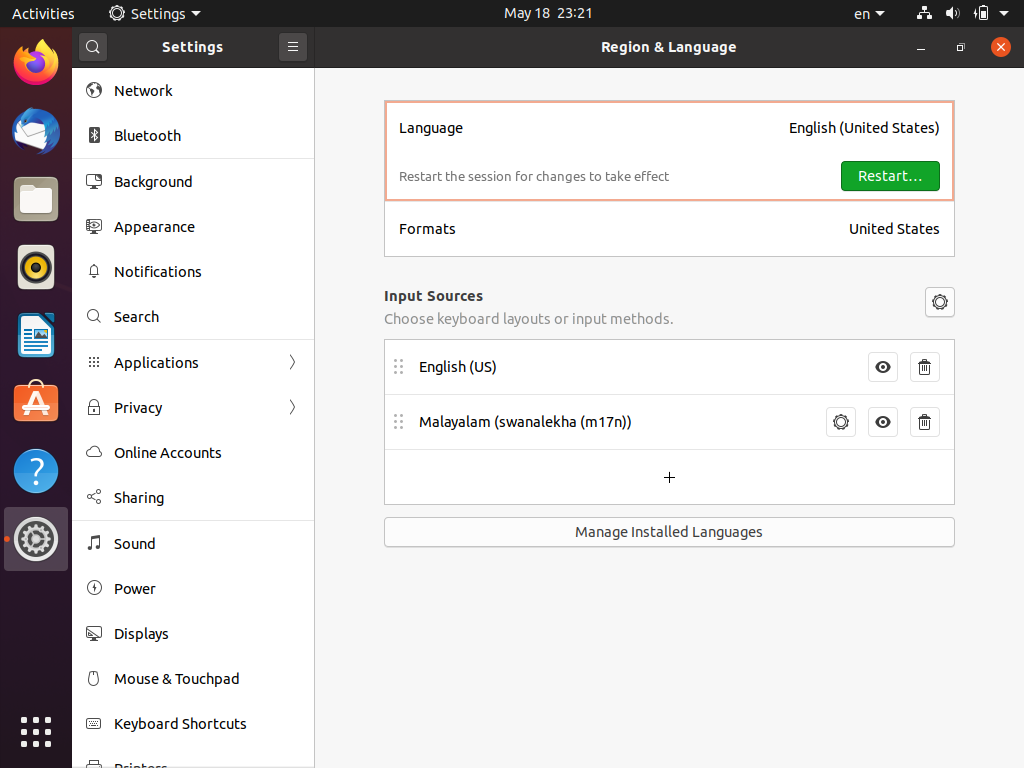 Activities Settings May 18 23:21 en
Settings Region & Language
Network
Bluetooth
Background
Appearance
Notifications
Search
Applications
Privacy
Online Accounts
Sharing
Sound
Power
Displays
Mouse & Touchpad
Keyboard Shortcuts
Printers
Language English (United States)
Restart the session for changes to take effect Restart…
Formats United States
Input Sources
Choose keyboard layouts or input methods.
English (US)
Malayalam (swanalekha (m17n))
Manage Installed Languages